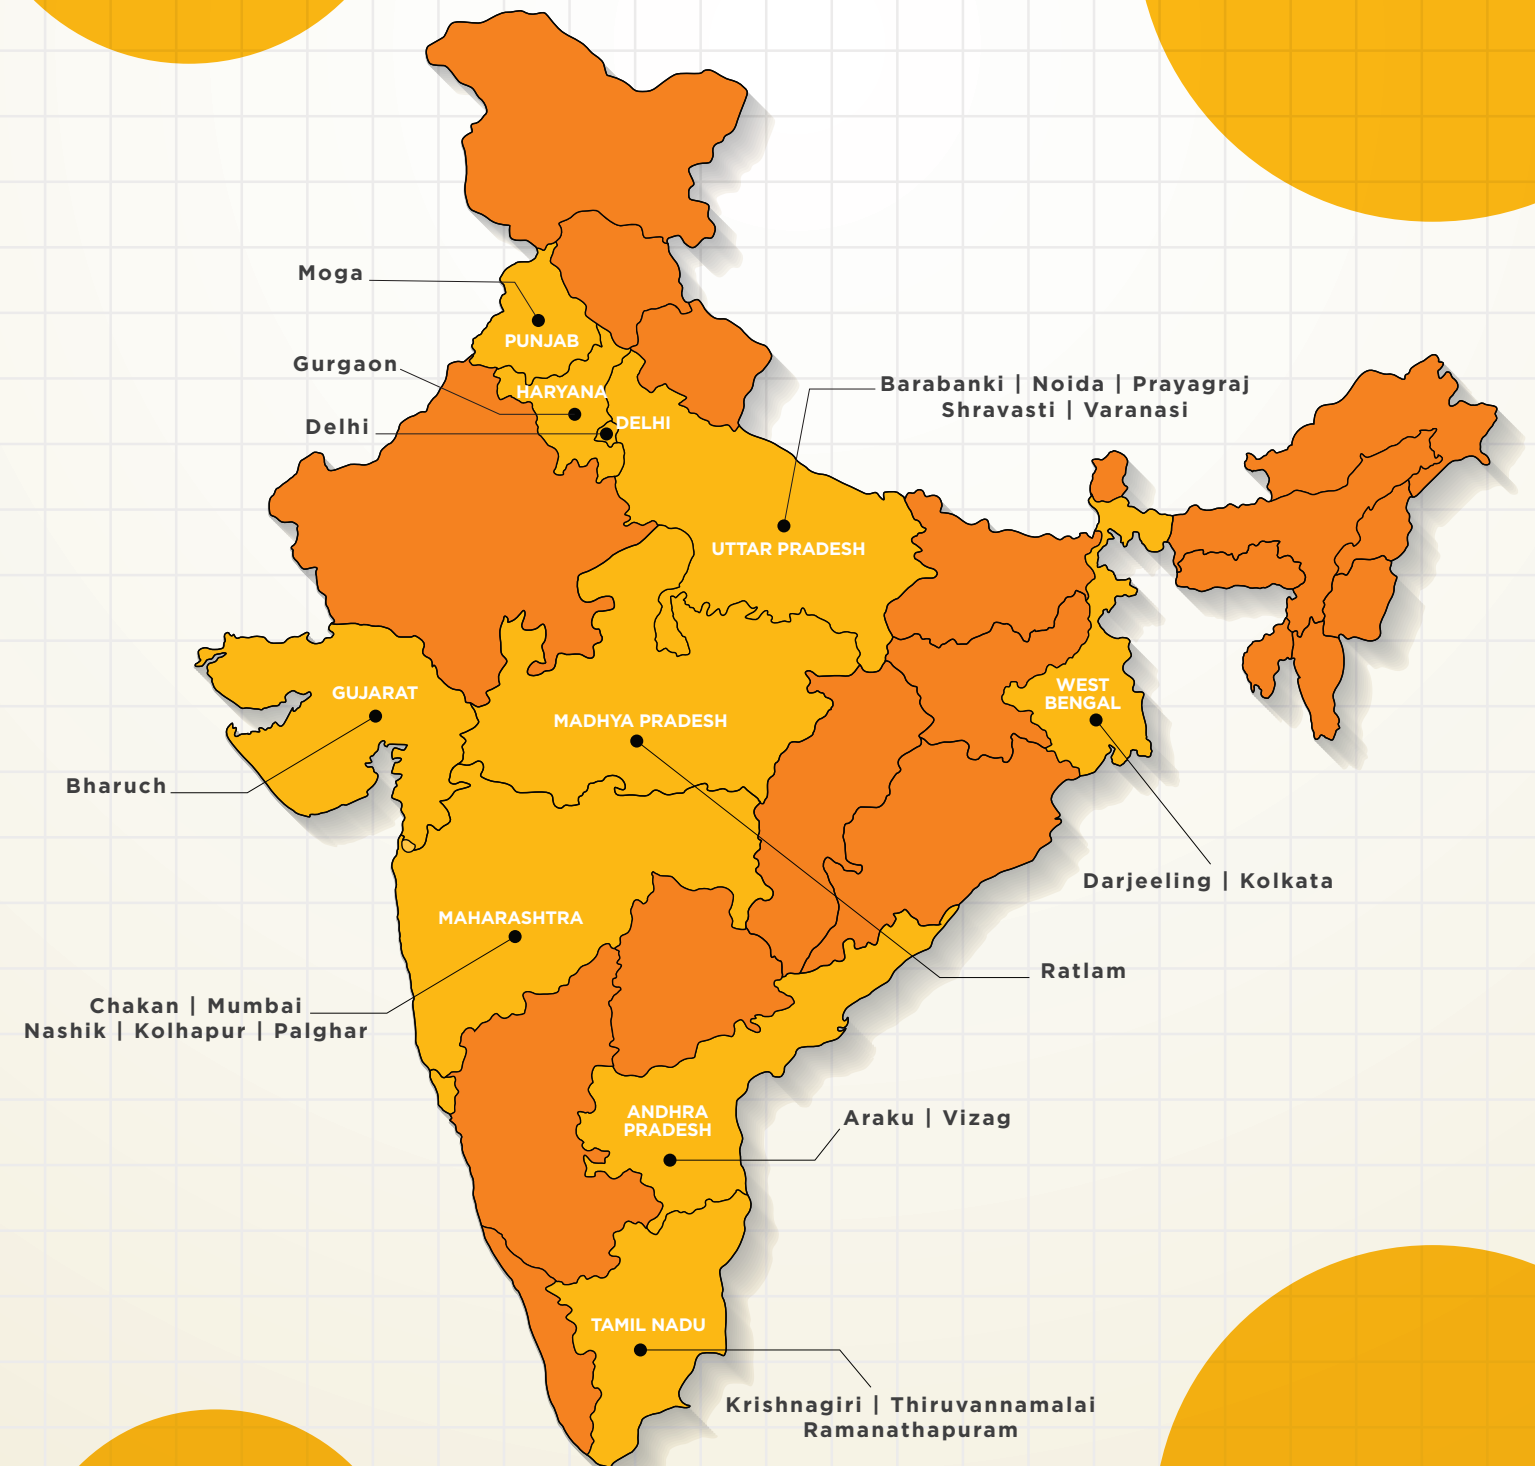 Moga
PUNJAB
Gurgaon
HARYANA
Delhi
DELHI
Barabanki | Noida | Prayagraj
Shravasti | Varanasi
UTTAR PRADESH
GUJARAT
Bharuch
MADHYA PRADESH
WEST
BENGAL
Darjeeling | Kolkata
MAHARASHTRA
Ratlam
Chakan | Mumbai
Nashik | Kolhapur | Palghar
ANDHRA
PRADESH
Araku | Vizag
TAMIL NADU
Krishnagiri | Thiruvannamalai
Ramanathapuram